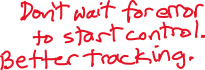 Don't wait for error
to start control.
Better tracking.